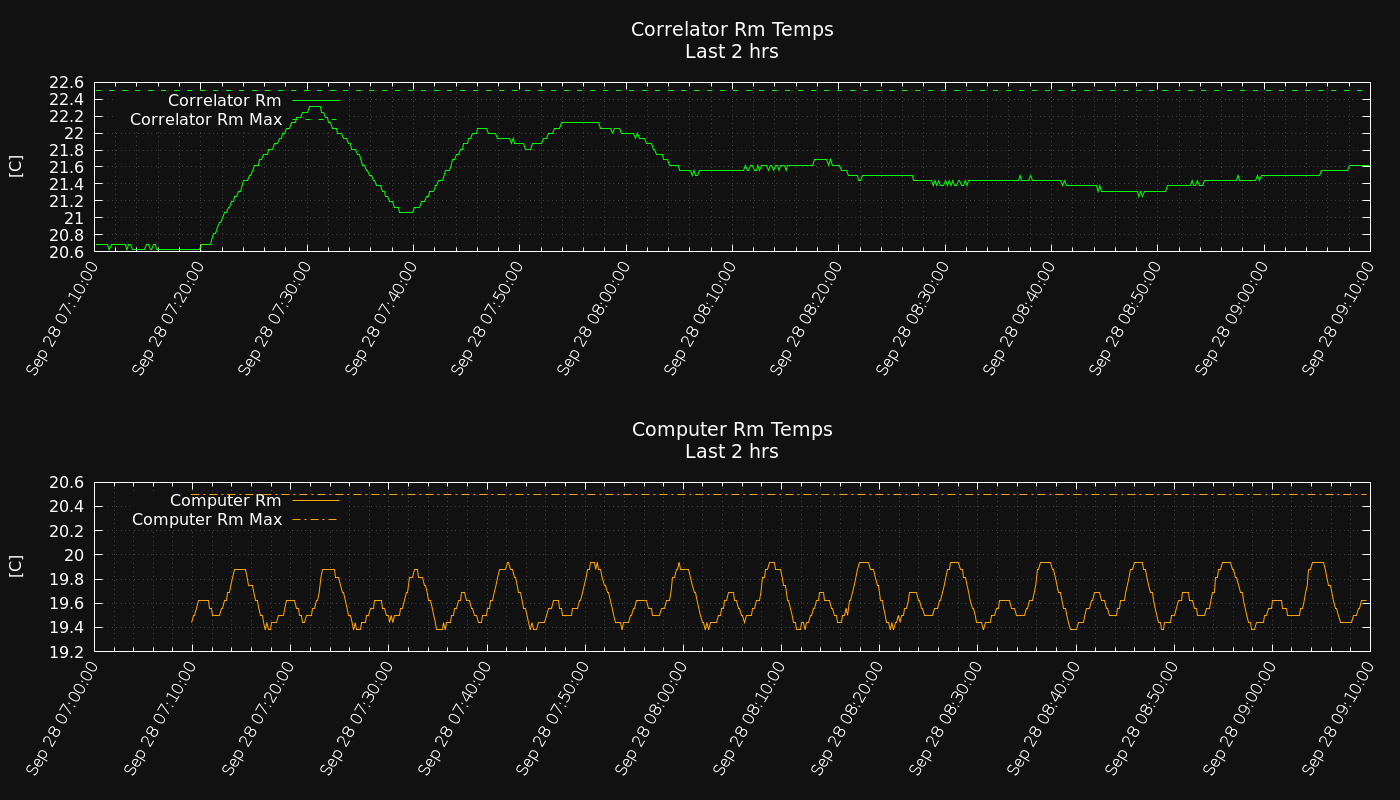 Correlator Rm Temps
Last 2 hrs
22.6
22.4
22.2
22
21.8
21.6
21.4
21.2
21
20.8
20.6
[C]
Correlator Rm
Correlator Rm Max
Sep 28 07:10:00
Sep 28 07:20:00
Sep 28 07:30:00
Sep 28 07:40:00
Sep 28 07:50:00
Sep 28 08:00:00
Sep 28 08:10:00
Sep 28 08:20:00
Sep 28 08:30:00
Sep 28 08:40:00
Sep 28 08:50:00
Sep 28 09:00:00
Sep 28 09:10:00
Computer Rm Temps
Last 2 hrs
20.6
20.4
20.2
20
19.8
19.6
19.4
19.2
[C]
Computer Rm
Computer Rm Max
Sep 28 07:00:00
Sep 28 07:10:00
Sep 28 07:20:00
Sep 28 07:30:00
Sep 28 07:40:00
Sep 28 07:50:00
Sep 28 08:00:00
Sep 28 08:10:00
Sep 28 08:20:00
Sep 28 08:30:00
Sep 28 08:40:00
Sep 28 08:50:00
Sep 28 09:00:00
Sep 28 09:10:00